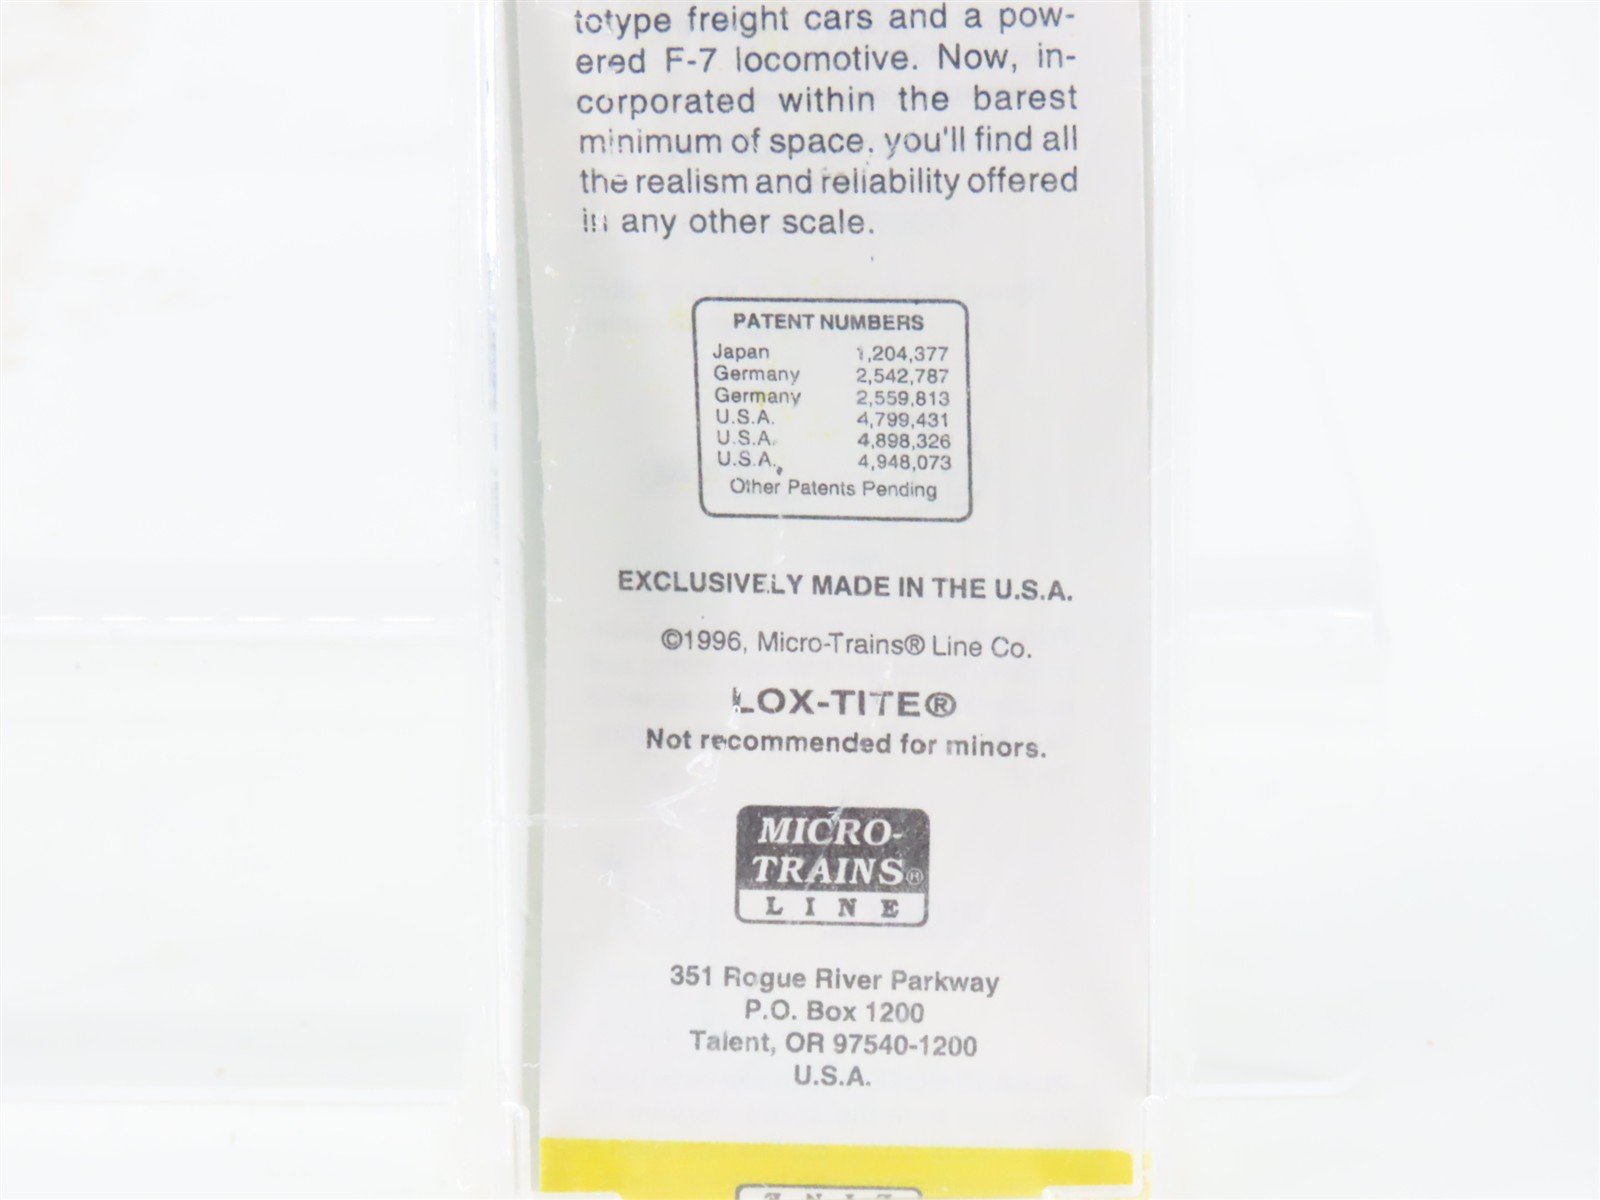 totype freight cars and a pow-
ered F-7 locomotive. Now, in-
corporated within the barest
minimum of space, you'll find all
the realism and reliability offered
in any other scale.
PATENT NUMBERS
Japan 1,204,377
Germany 2,542,787
Germany 2,559,813
U.S.A. 4,799,431
U.S.A. 4,898,326
U.S.A. 4,948,073
Other Patents Pending
EXCLUSIVELY MADE IN THE U.S.A.
©1996, Micro-Trains® Line Co.
LOX-TITE®
Not recommended for minors.
MICRO-
TRAINS®
LINE
351 Rogue River Parkway
P.O. Box 1200
Talent, OR 97540-1200
U.S.A.